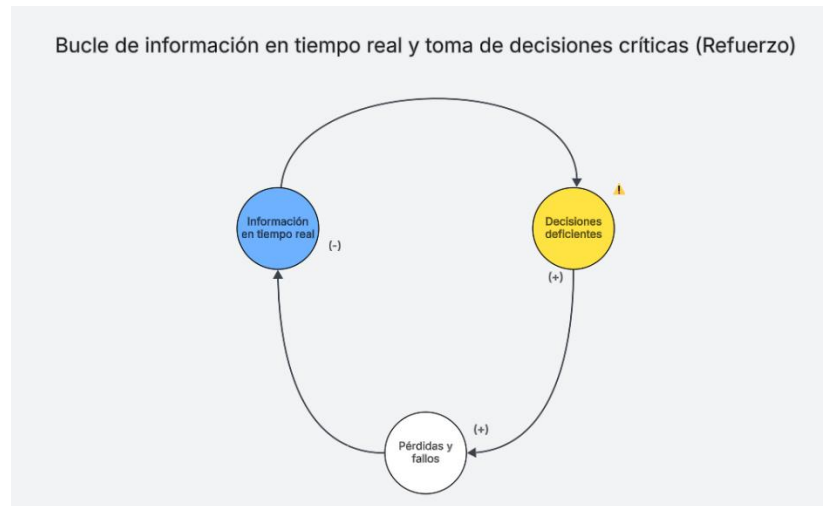 Bucle de información en tiempo real y toma de decisiones críticas (Refuerzo)
Información
en tiempo real
(-)
Decisiones
deficientes
(+)
(+)
Pérdidas y
fallos